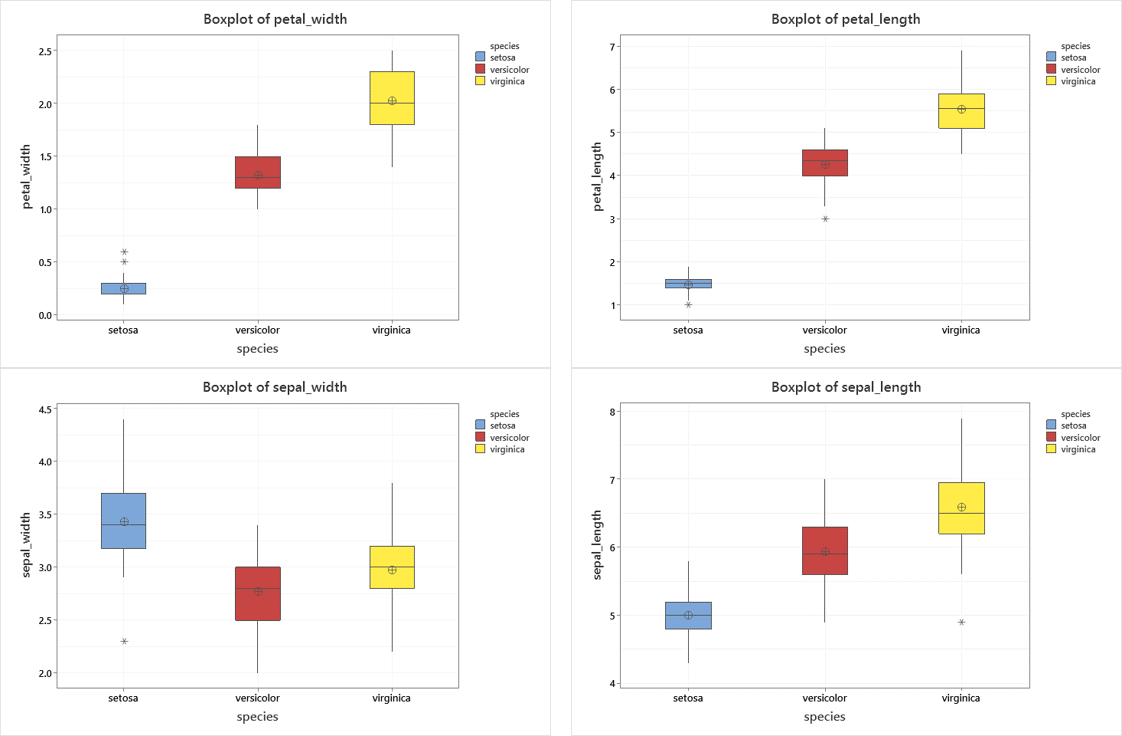 Boxplot of petal_width
2.5
2.0
1.5
1.0
0.5
0.0
petal_width
setosa
versicolor
virginica
species
species
setosa
versicolor
virginica
Boxplot of petal_length
7
6
5
4
3
2
1
petal_length
setosa
versicolor
virginica
species
species
setosa
versicolor
virginica
Boxplot of sepal_width
4.5
4.0
3.5
3.0
2.5
2.0
sepal_width
setosa
versicolor
virginica
species
species
setosa
versicolor
virginica
Boxplot of sepal_length
8
7
6
5
4
sepal_length
setosa
versicolor
virginica
species
species
setosa
versicolor
virginica